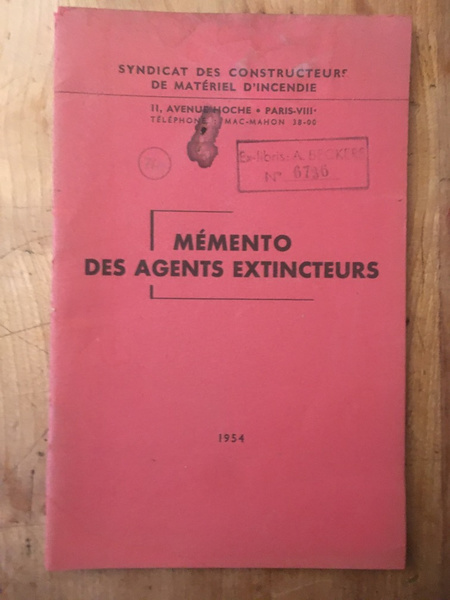 SYNDICAT DES CONSTRUCTEURS
DE MATÉRIEL D'INCENDIE
11, AVENUE HOCHE • PARIS-VIII
TÉLÉPHONE MAC-MAHON 38-00
Ex-libris: A. BECKERS
N° 6796
MÉMENTO
DES AGENTS EXTINCTEURS
1954